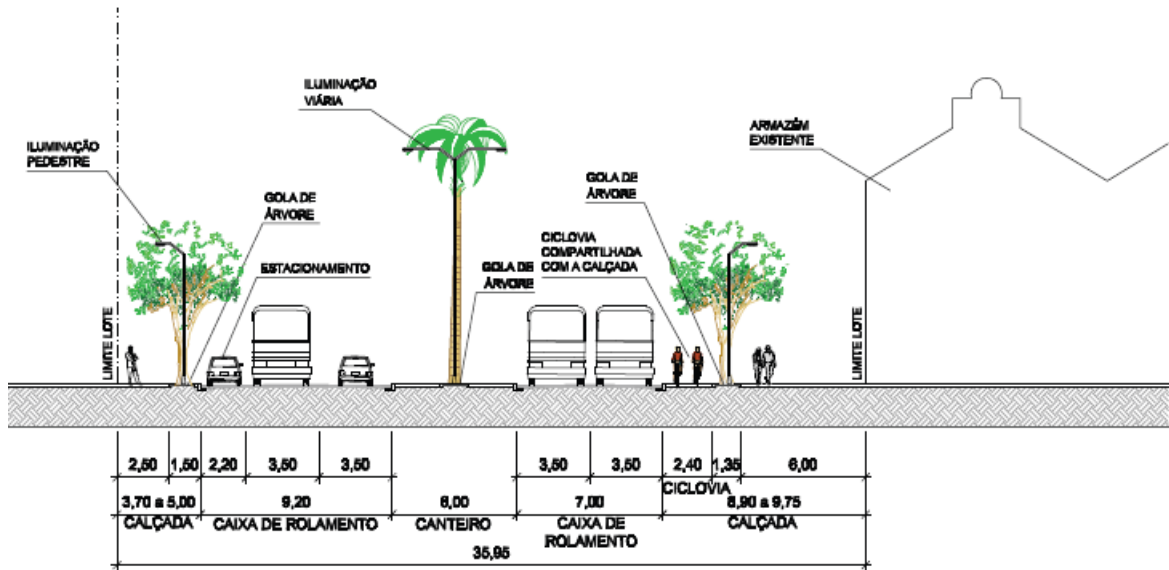 ILUMINAÇÃO
VIÁRIA
ILUMINAÇÃO
PEDESTRE
GOLA DE
ÁRVORE
ESTACIONAMENTO
GOLA DE
ÁRVORE
CICLOVIA
COMPARTILHADA
COM A CALÇADA
GOLA DE
ÁRVORE
ARMAZÉM
EXISTENTE
LIMITE LOTE
LIMITE LOTE
2,50 1,50 2,20 3,50 3,50 3,50 3,50 2,40 1,35 6,00
CICLOVIA
3,70 a 5,00 9,20 6,00 7,00 8,90 a 9,75
CALÇADA CAIXA DE ROLAMENTO CANTEIRO CAIXA DE ROLAMENTO CALÇADA
35,95